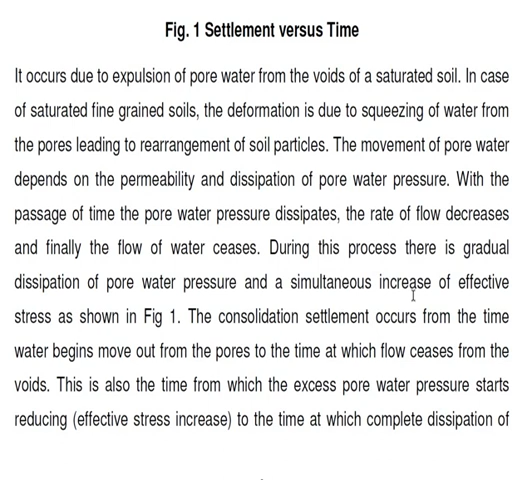 Fig. 1 Settlement versus Time
It occurs due to expulsion of pore water from the voids of a saturated soil. In case
of saturated fine grained soils, the deformation is due to squeezing of water from
the pores leading to rearrangement of soil particles. The movement of pore water
depends on the permeability and dissipation of pore water pressure. With the
passage of time the pore water pressure dissipates, the rate of flow decreases
and finally the flow of water ceases. During this process there is gradual
dissipation of pore water pressure and a simultaneous increase of effective
stress as shown in Fig 1. The consolidation settlement occurs from the time
water begins move out from the pores to the time at which flow ceases from the
voids. This is also the time from which the excess pore water pressure starts
reducing (effective stress increase) to the time at which complete dissipation of